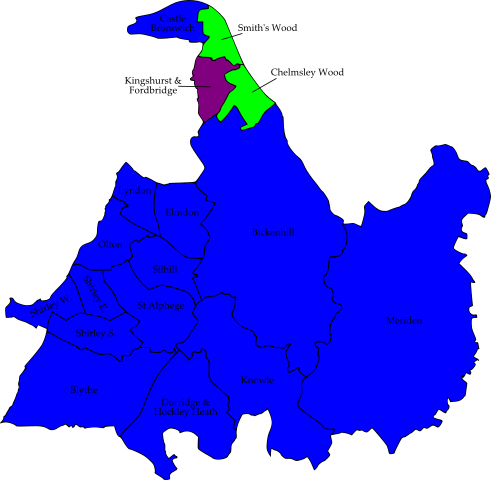 Castle
Bromwich
Smith's Wood
Kingshurst &
Fordbridge
Chelmsley Wood
Lyndon
Elmdon
Bickenhill
Olton
Silhill
Shirley W
Shirley E
St Alphege
Shirley S
Meriden
Blythe
Knowle
Dorridge &
Hockley Heath